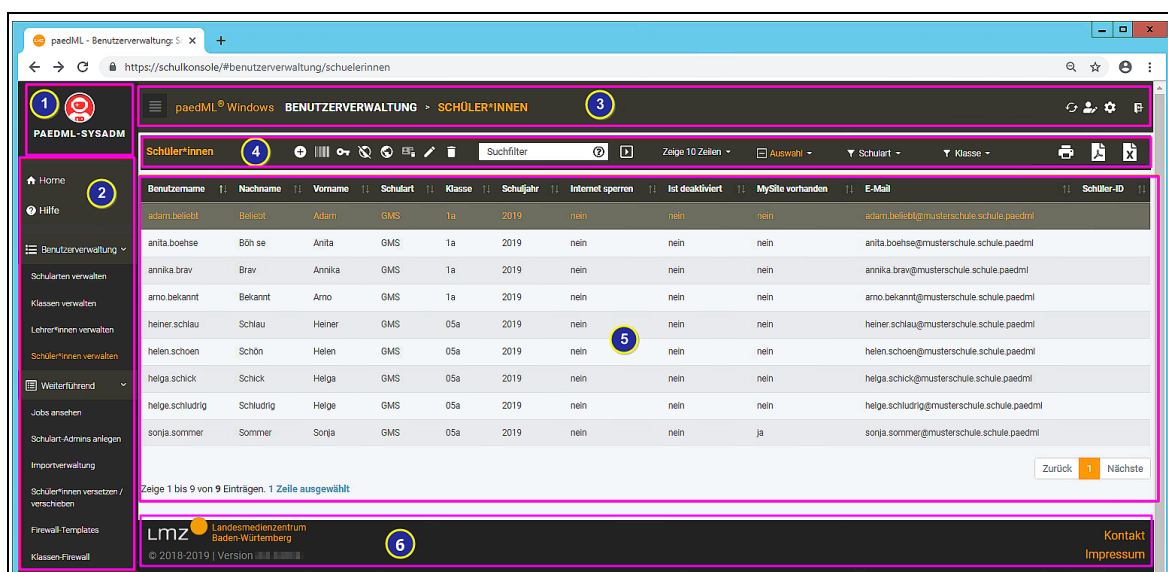 paedML - Benutzerverwaltung: S
https://schulkonsole/#benutzerverwaltung/schuelerinnen
1
PAEDML-SYSADM
paedML® Windows BENUTZERVERWALTUNG > SCHÜLER*INNEN
3
Schüler*innen
4
Suchfilter
Zeige 10 Zeilen
Auswahl
Schulart
Klasse
Home
2
Hilfe
Benutzerverwaltung
Schularten verwalten
Klassen verwalten
Lehrer*innen verwalten
Schüler*innen verwalten
Weiterführend
Jobs ansehen
Schulart-Admins anlegen
Importverwaltung
Schüler*innen versetzen /
verschieben
Firewall-Templates
Klassen-Firewall
Benutzername Nachname Vorname Schulart Klasse Schuljahr Internet sperren Ist deaktiviert MySite vorhanden E-Mail Schüler-ID
adam.beliebt Beliebt Adam GMS 1a 2019 nein nein nein adam.beliebt@musterschule.schule.paedml
anita.boehse Böh se Anita GMS 1a 2019 nein nein nein anita.boehse@musterschule.schule.paedml
annika.brav Brav Annika GMS 1a 2019 nein nein nein annika.brav@musterschule.schule.paedml
arno.bekannt Bekannt Arno GMS 1a 2019 nein nein nein arno.bekannt@musterschule.schule.paedml
heiner.schlau Schlau Heiner GMS 05a 2019 nein nein nein heiner.schlau@musterschule.schule.paedml
5
helen.schoen Schön Helen GMS 05a 2019 nein nein nein helen.schoen@musterschule.schule.paedml
helga.schick Schick Helga GMS 05a 2019 nein nein nein helga.schick@musterschule.schule.paedml
helge.schludrig Schludrig Helge GMS 05a 2019 nein nein nein helge.schludrig@musterschule.schule.paedml
sonja.sommer Sommer Sonja GMS 05a 2019 nein nein ja sonja.sommer@musterschule.schule.paedml
Zurück 1 Nächste
Zeige 1 bis 9 von 9 Einträgen. 1 Zeile ausgewählt
LMZ Landesmedienzentrum
Baden-Würtemberg
© 2018-2019 | Version
6
Kontakt
Impressum